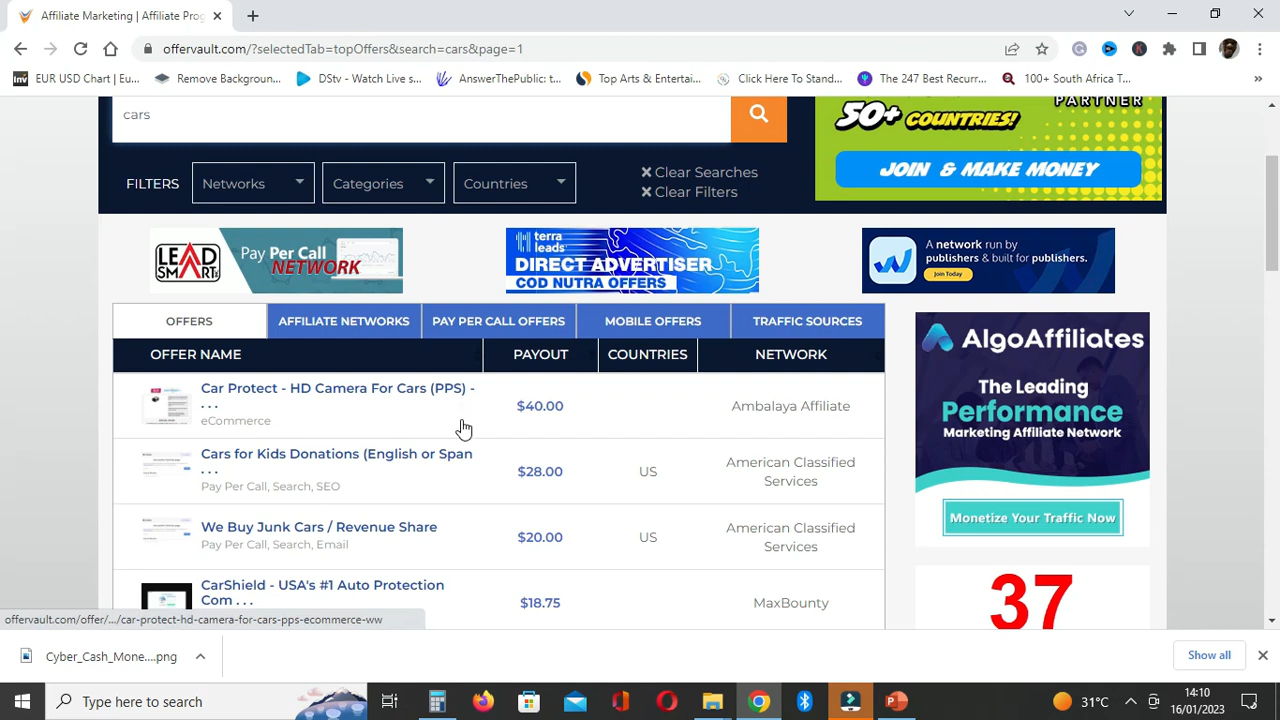 Affiliate Marketing | Affiliate Prog
offervault.com/?selectedTab=topOffers&search=cars&page=1
EUR USD Chart | Eu...
Remove Background...
DStv - Watch Live s...
AnswerThePublic: t...
Top Arts & Entertai...
Click Here To Stand...
The 247 Best Recurr...
100+ South Africa T...
»
cars
PARTNER
50+ COUNTRIES!
JOIN & MAKE MONEY
FILTERS
Networks
Categories
Countries
Clear Searches
Clear Filters
LEAD SMART
Pay Per Call
NETWORK
terra leads
DIRECT ADVERTISER
COD NUTRA OFFERS
A network run by
publishers & built for publishers.
Join Today
OFFERS
AFFILIATE NETWORKS
PAY PER CALL OFFERS
MOBILE OFFERS
TRAFFIC SOURCES
OFFER NAME
PAYOUT
COUNTRIES
NETWORK
Car Protect - HD Camera For Cars (PPS) -
. . .
eCommerce
$40.00
Ambalaya Affiliate
Cars for Kids Donations (English or Span
. . .
Pay Per Call, Search, SEO
$28.00
US
American Classified
Services
We Buy Junk Cars / Revenue Share
Pay Per Call, Search, Email
$20.00
US
American Classified
Services
CarShield - USA's #1 Auto Protection
Com . . .
$18.75
MaxBounty
AlgoAffiliates
The Leading
Performance
Marketing Affiliate Network
Monetize Your Traffic Now
37
offervault.com/offer/.../car-protect-hd-camera-for-cars-pps-ecommerce-ww
Cyber_Cash_Mone....png
Show all
Type here to search
31°C
14:10
16/01/2023